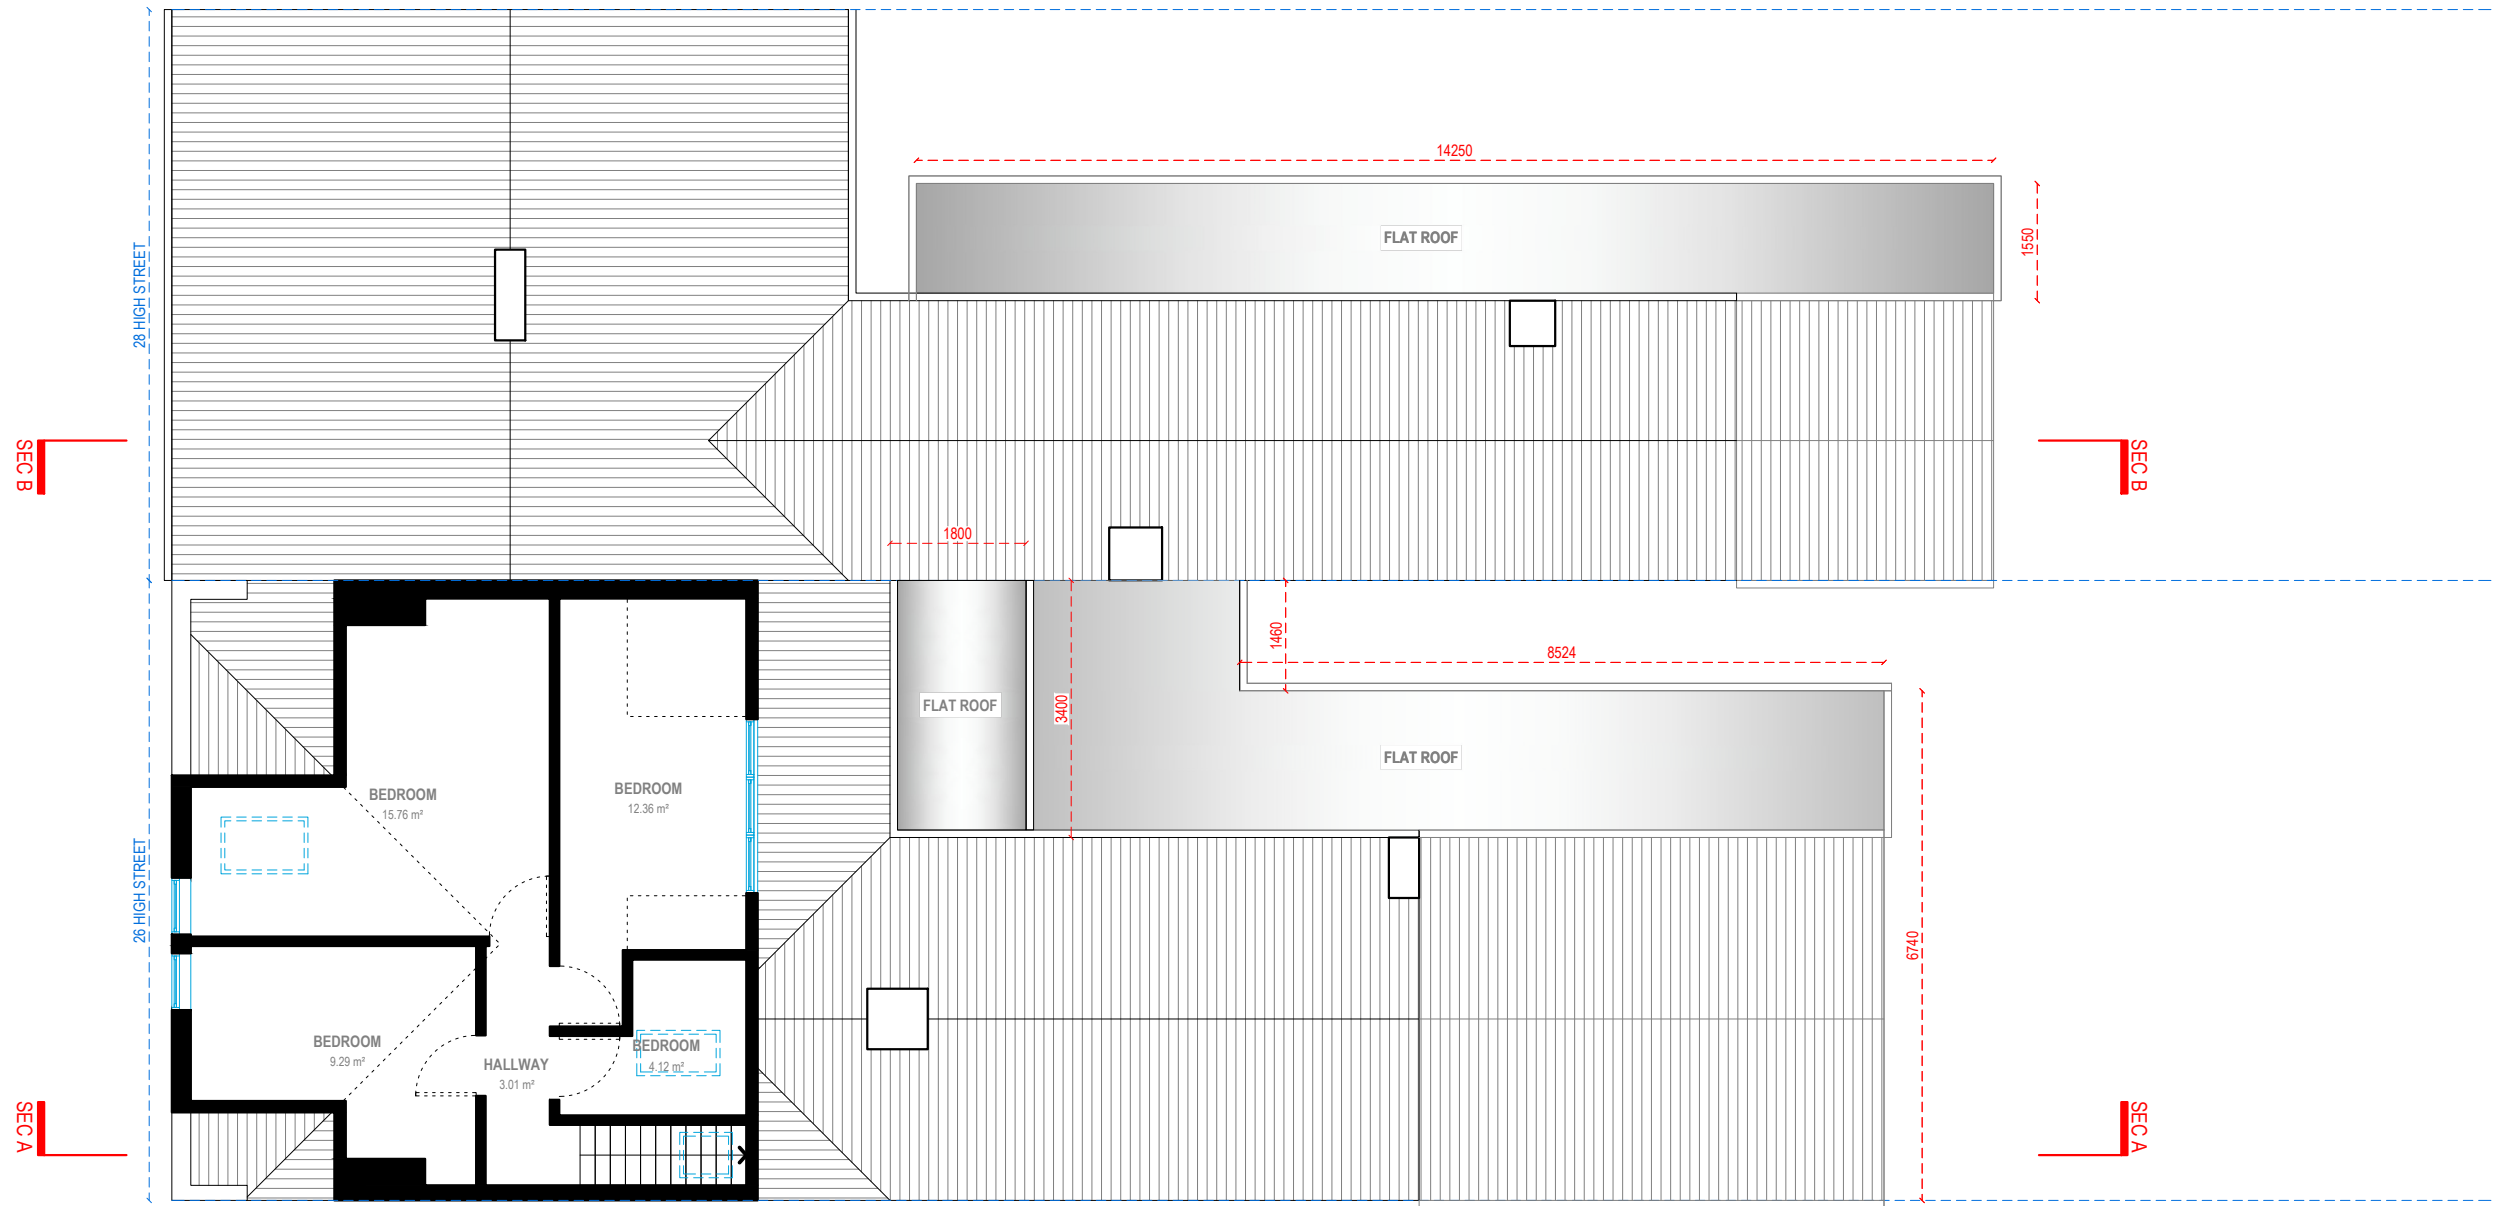 14250
FLAT ROOF
1550
28 HIGH STREET
SEC B
SEC B
1800
1460
8524
3400
FLAT ROOF
FLAT ROOF
BEDROOM
15.76 m²
BEDROOM
12.36 m²
26 HIGH STREET
6740
BEDROOM
9.29 m²
HALLWAY
3.01 m²
BEDROOM
4.12 m²
SEC A
SEC A